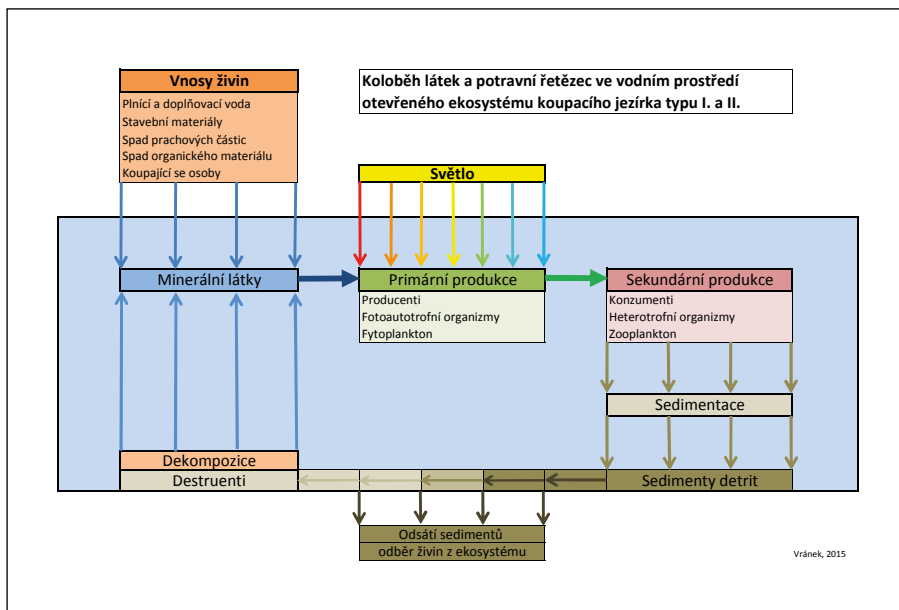 Vnosy živin
Plnící a doplňovací voda
Stavební materiály
Spad prachových částic
Spad organického materiálu
Koupající se osoby
Koloběh látek a potravní řetězec ve vodním prostředí
otevřeného ekosystému koupacího jezírka typu I. a II.
Světlo
Minerální látky
Primární produkce
Producenti
Fotoautotrofní organizmy
Fytoplankton
Sekundární produkce
Konzumenti
Heterotrofní organizmy
Zooplankton
Sedimentace
Dekompozice
Destruenti
Sedimenty detrit
Odsátí sedimentů
odběr živin z ekosystému
Vránek, 2015